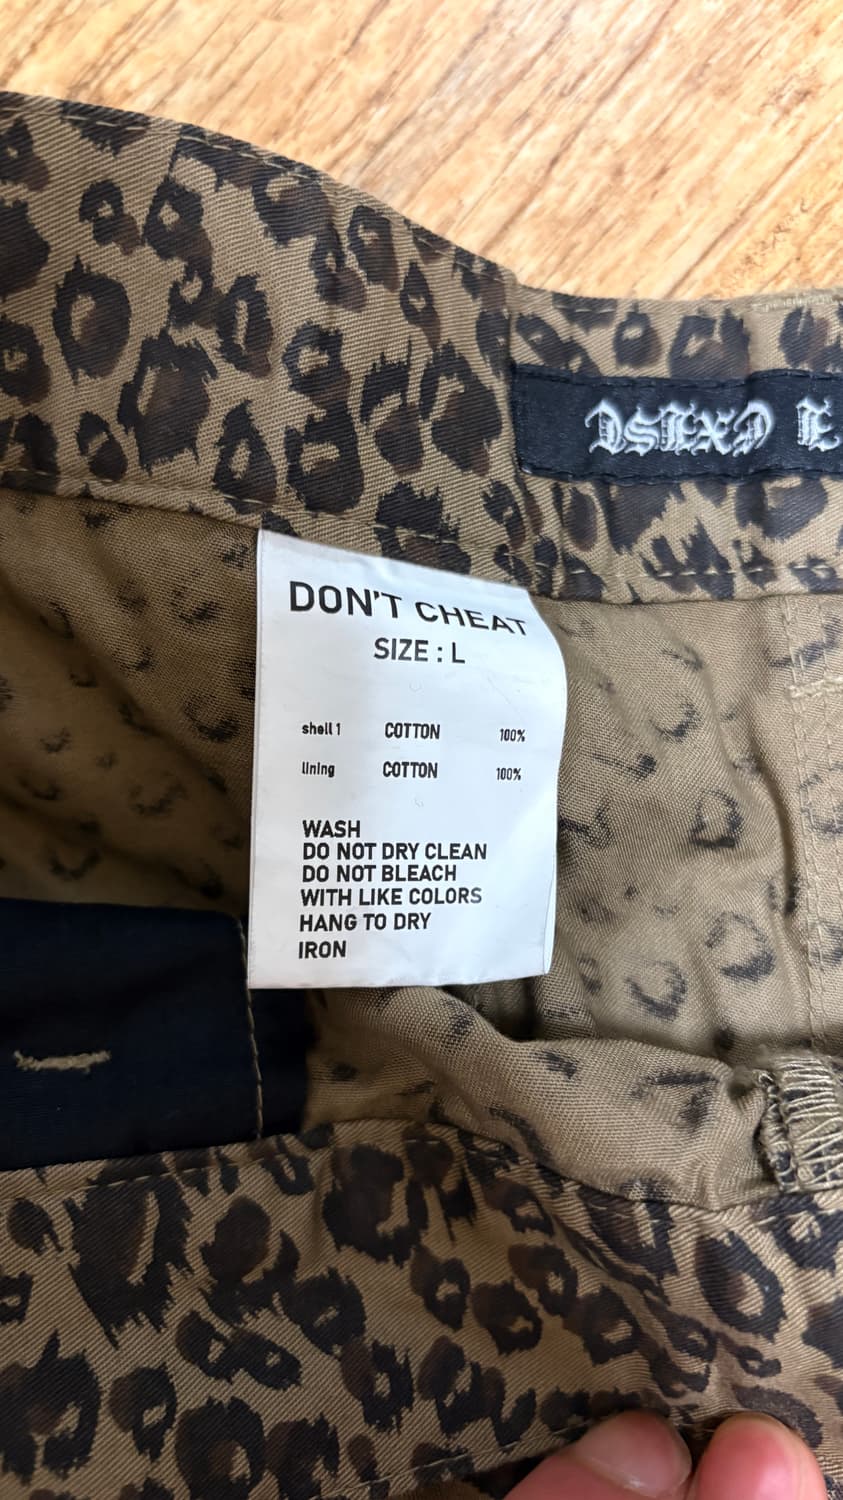 DON'T CHEAT
SIZE : L
shell 1 COTTON 100%
lining COTTON 100%
WASH
DO NOT DRY CLEAN
DO NOT BLEACH
WITH LIKE COLORS
HANG TO DRY
IRON